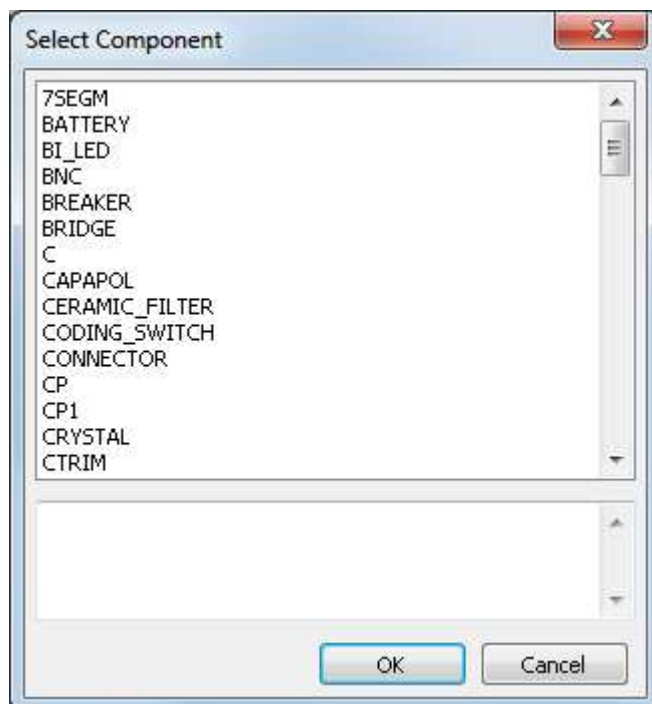 Select Component
7SEGM
BATTERY
BI_LED
BNC
BREAKER
BRIDGE
C
CAPAPOL
CERAMIC_FILTER
CODING_SWITCH
CONNECTOR
CP
CP1
CRYSTAL
CTRIM
OK
Cancel